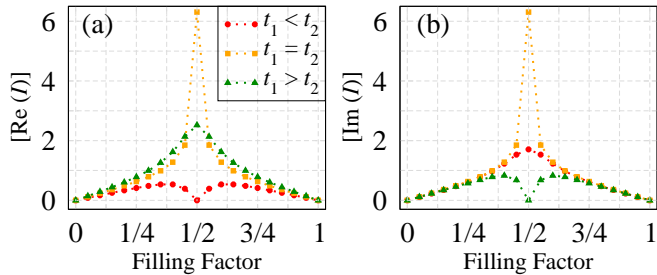 (a)
(b)
[Re (I)]
6
4
2
0
t1 < t2
t1 = t2
t1 > t2
0 1/4 1/2 3/4 1
Filling Factor
[Im (I)]
6
4
2
0
0 1/4 1/2 3/4 1
Filling Factor